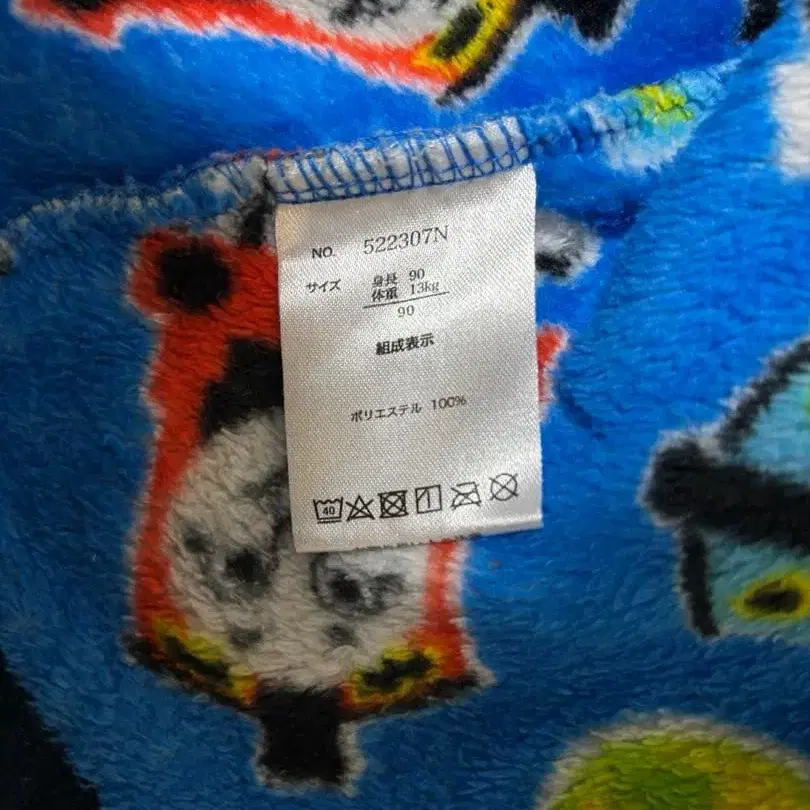 NO. 522307N
サイズ 身長 90
体重 13kg
90
組成表示
ポリエステル 100%
40